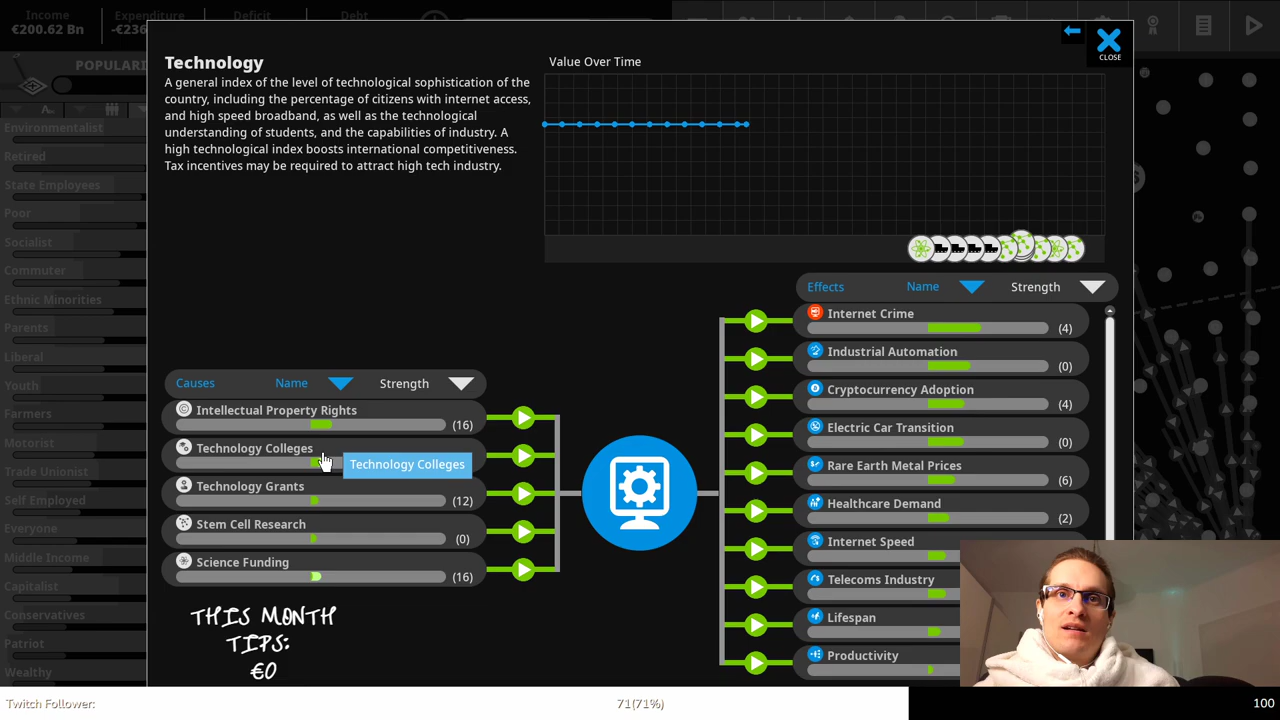 Income
Deficit
Debt
€200.62 Bn
Expenditure
-€236
POPULARI
Environmentalist
Retired
State Employees
Poor
Socialist
Commuter
Ethnic Minorities
Parents
Liberal
Youth
Farmers
Motorist
Trade Unionist
Self Employed
Everyone
Middle Income
Capitalist
Conservatives
Patriot
Wealthy
CLOSE
Technology
A general index of the level of technological sophistication of the
country, including the percentage of citizens with internet access,
and high speed broadband, as well as the technological
understanding of students, and the capabilities of industry. A
high technological index boosts international competitiveness.
Tax incentives may be required to attract high tech industry.
Value Over Time
Causes Name Strength
Intellectual Property Rights
(16)
Technology Colleges
Technology Colleges
Technology Grants
(12)
Stem Cell Research
(0)
Science Funding
(16)
Effects Name Strength
Internet Crime
(4)
Industrial Automation
(0)
Cryptocurrency Adoption
(4)
Electric Car Transition
(0)
Rare Earth Metal Prices
(6)
Healthcare Demand
(2)
Internet Speed
Telecoms Industry
Lifespan
Productivity
THIS MONTH
TIPS:
€0
Twitch Follower:
71(71%)
100